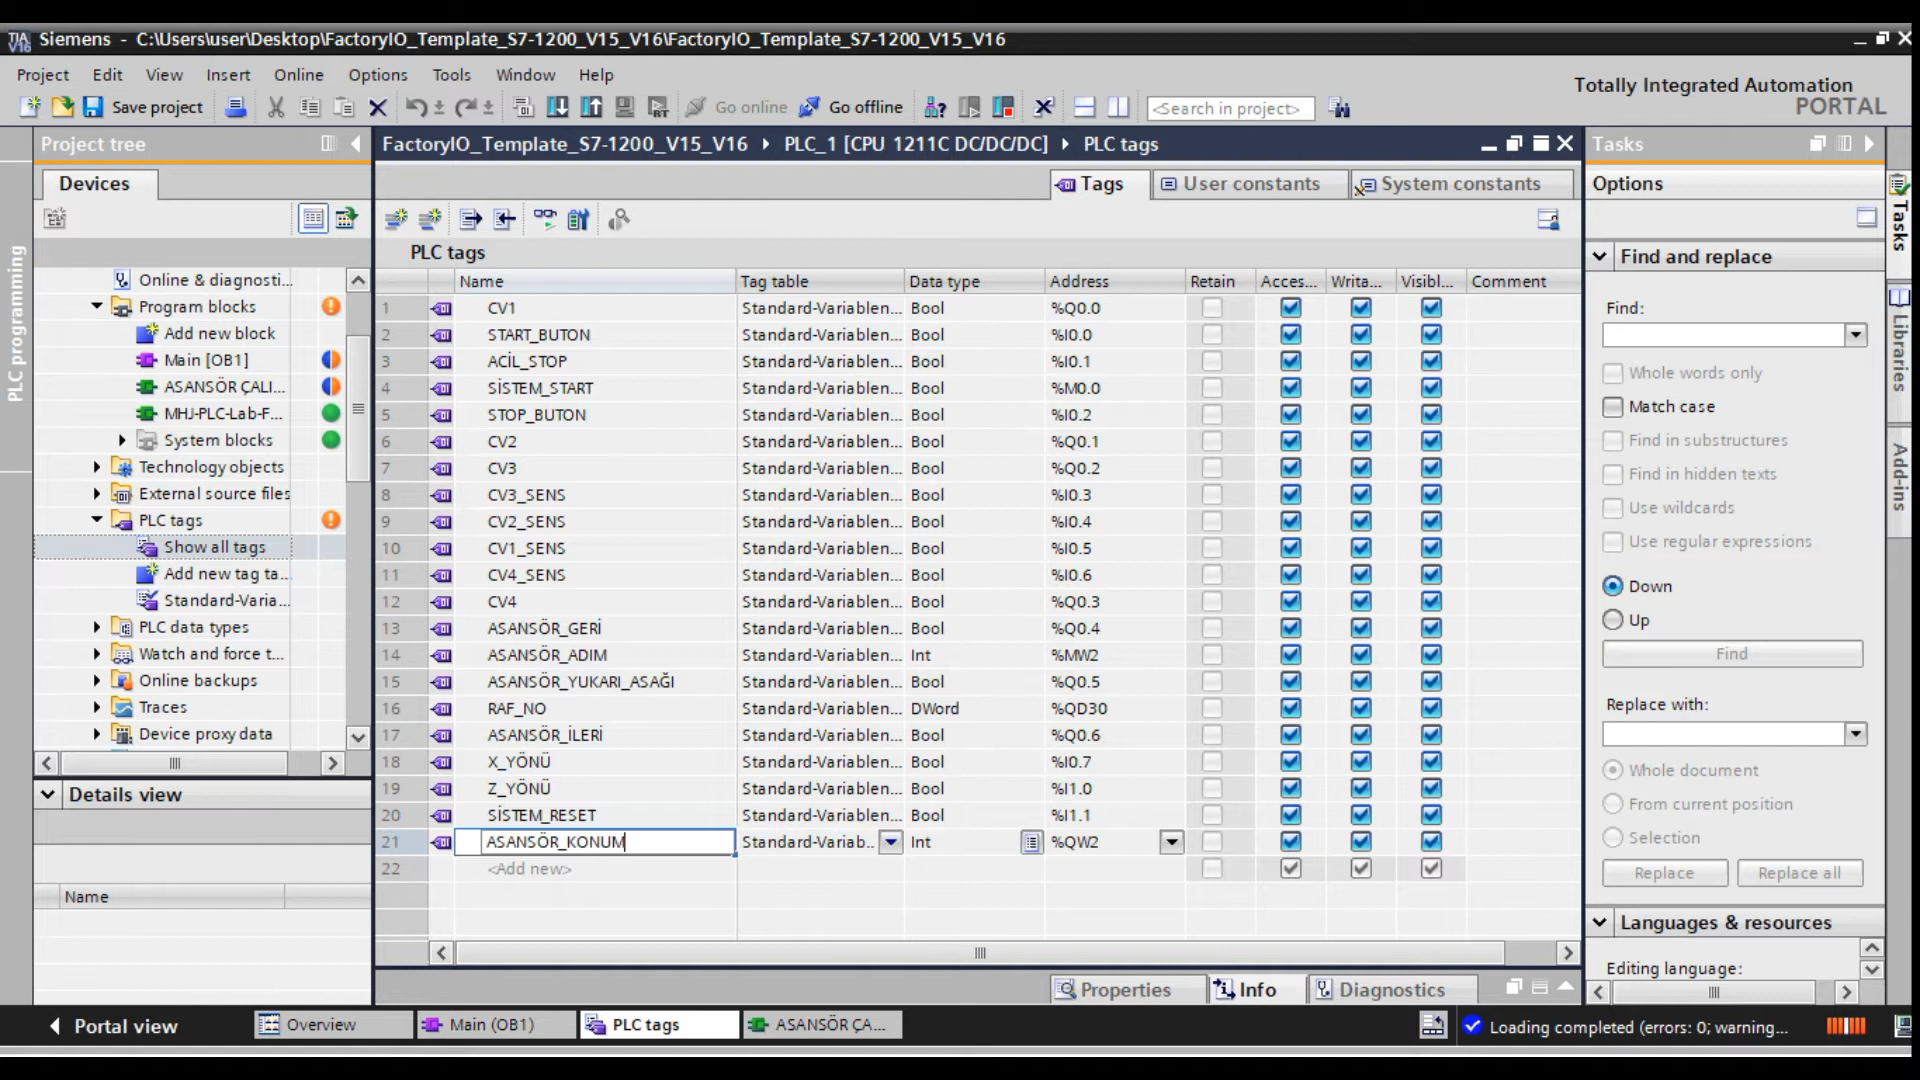 Siemens - C:\Users\user\Desktop\FactoryIO_Template_S7-1200_V15_V16\FactoryIO_Template_S7-1200_V15_V16
Project Edit View Insert Online Options Tools Window Help
Totally Integrated Automation
PORTAL
Save project Go online Go offline <Search in project>
Project tree
FactoryIO_Template_S7-1200_V15_V16 PLC_1 [CPU 1211C DC/DC/DC] PLC tags
Tasks
Devices
Tags User constants System constants
Options
PLC programming
PLC tags
Find and replace
Name Tag table Data type Address Retain Acces... Writa... Visibl... Comment
1 CV1 Standard-Variablen... Bool %Q0.0
2 START_BUTON Standard-Variablen... Bool %I0.0
3 ACİL_STOP Standard-Variablen... Bool %I0.1
4 SİSTEM_START Standard-Variablen... Bool %M0.0
5 STOP_BUTON Standard-Variablen... Bool %I0.2
6 CV2 Standard-Variablen... Bool %Q0.1
7 CV3 Standard-Variablen... Bool %Q0.2
8 CV3_SENS Standard-Variablen... Bool %I0.3
9 CV2_SENS Standard-Variablen... Bool %I0.4
10 CV1_SENS Standard-Variablen... Bool %I0.5
11 CV4_SENS Standard-Variablen... Bool %I0.6
12 CV4 Standard-Variablen... Bool %Q0.3
13 ASANSÖR_GERİ Standard-Variablen... Bool %Q0.4
14 ASANSÖR_ADIM Standard-Variablen... Int %MW2
15 ASANSÖR_YUKARI_ASAĞI Standard-Variablen... Bool %Q0.5
16 RAF_NO Standard-Variablen... DWord %QD30
17 ASANSÖR_İLERİ Standard-Variablen... Bool %Q0.6
18 X_YÖNÜ Standard-Variablen... Bool %I0.7
19 Z_YÖNÜ Standard-Variablen... Bool %I1.0
20 SİSTEM_RESET Standard-Variablen... Bool %I1.1
21 ASANSÖR_KONUM Standard-Variab.. Int %QW2
22 <Add new>
Online & diagnosti...
Program blocks
Add new block
Main [OB1]
ASANSÖR ÇALI...
MHJ-PLC-Lab-F...
System blocks
Technology objects
External source files
PLC tags
Show all tags
Add new tag ta...
Standard-Varia...
PLC data types
Watch and force t...
Online backups
Traces
Device proxy data
Details view
Name
Find:
Whole words only
Match case
Find in substructures
Find in hidden texts
Use wildcards
Use regular expressions
Down
Up
Find
Replace with:
Whole document
From current position
Selection
Replace Replace all
Languages & resources
Editing language:
Tasks
Libraries
Add-ins
Properties Info Diagnostics
Portal view Overview Main (OB1) PLC tags ASANSÖR ÇA...
Loading completed (errors: 0; warning...